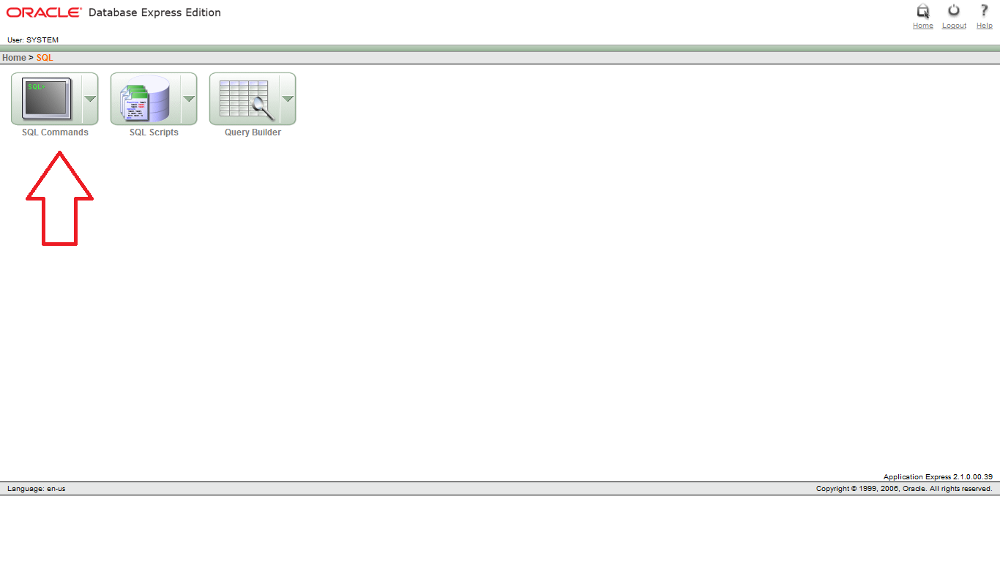 ORACLE Database Express Edition
Home Logout Help
User: SYSTEM
Home > SQL
SQL>
SQL Commands SQL Scripts Query Builder
Application Express 2.1.0.00.39
Language: en-us Copyright © 1999, 2006, Oracle. All rights reserved.